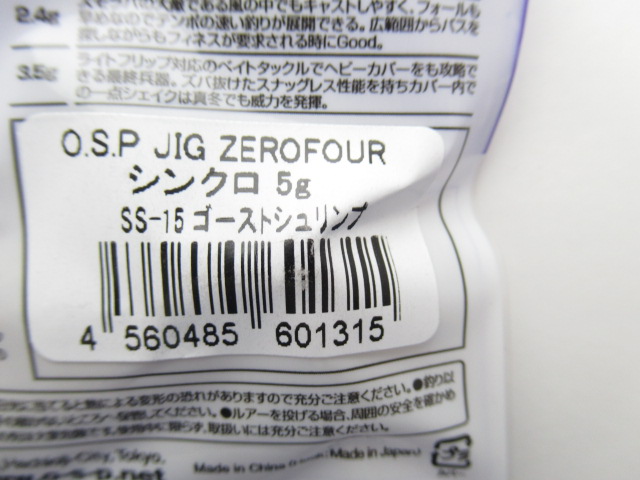 2.4g
大敵である風の中でもキャストしやすく、フォールも
早めなのでテンポの速い釣りが展開できる。広範囲からバスを
探しながらもフィネスが要求される時にGood。
3.5g
ライトフリップ対応のベイトタックルでヘビーカバーをも攻略で
きる最終兵器。ズバ抜けたスナッグレス性能を持ちカバー内で
の一点シェイクは真冬でも威力を発揮。
O.S.P JIG ZEROFOUR
シンクロ 5g
SS-15 ゴーストシュリンプ
4 560485 601315
変形の恐れがありますので充分ご注意ください。●釣り以
●ルアーを投げる場合、周囲の安全を確かめ
取扱いには充分ご注意ください。
City, Tokyo,
Made in China Made in Japan)
プラ